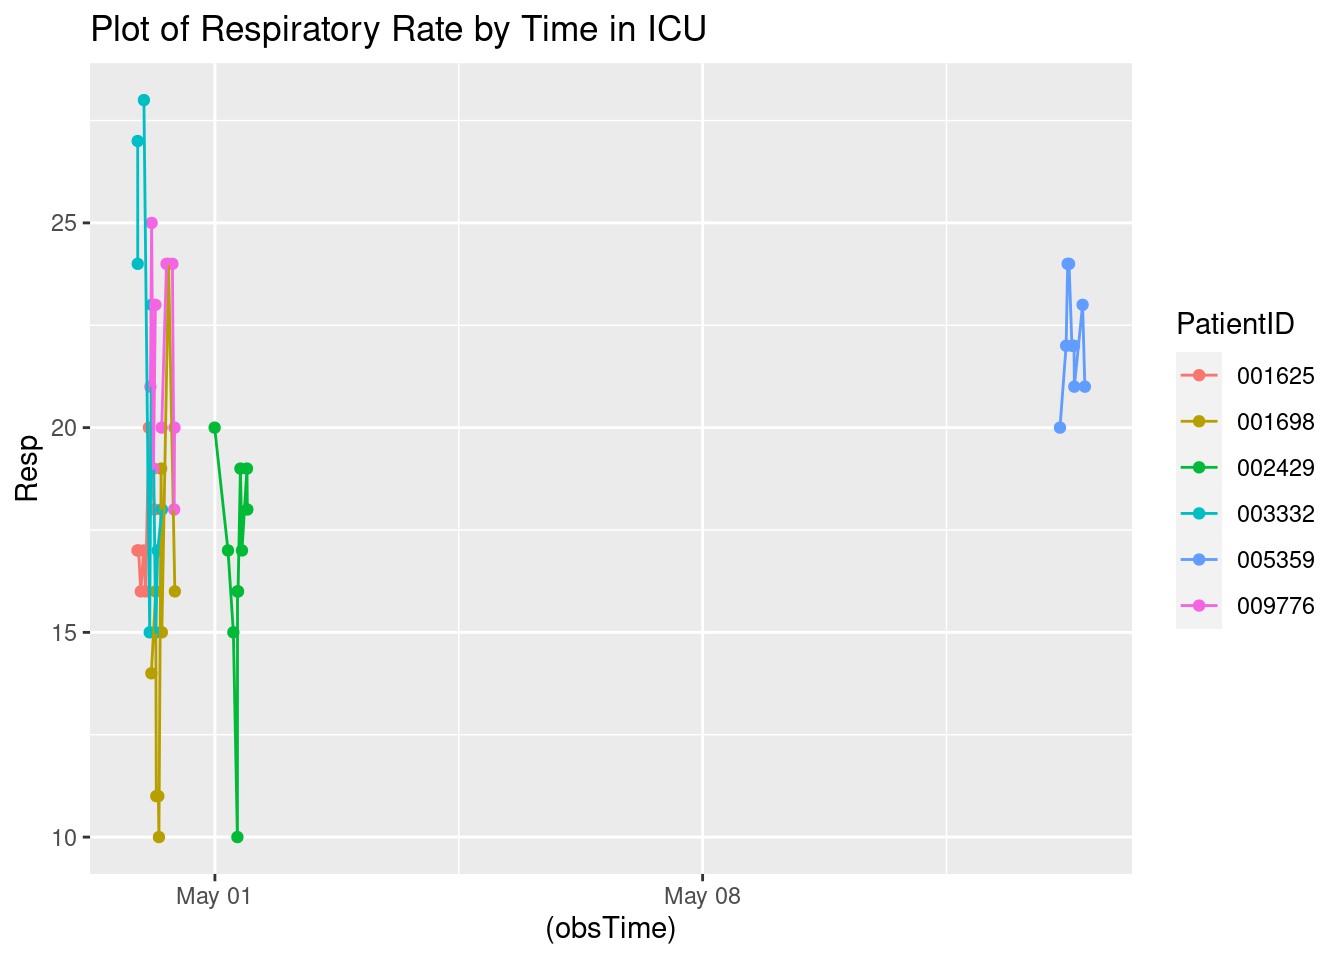 Plot of Respiratory Rate by Time in ICU
Resp
25
20
15
10
May 01
May 08
(obsTime)
PatientID
001625
001698
002429
003332
005359
009776